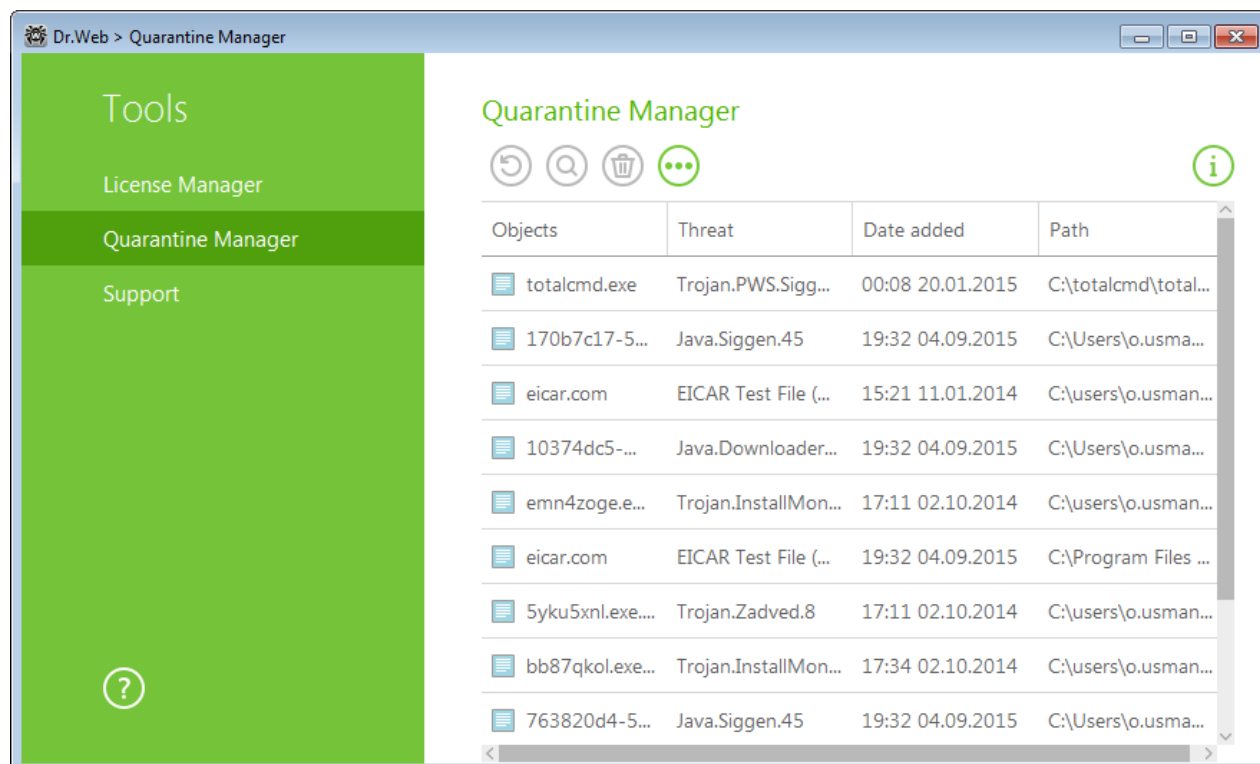 Dr.Web > Quarantine Manager
Tools
License Manager
Quarantine Manager
Support
?
Quarantine Manager
i
Objects Threat Date added Path
totalcmd.exe Trojan.PWS.Sigg... 00:08 20.01.2015 C:\totalcmd\total...
170b7c17-5... Java.Siggen.45 19:32 04.09.2015 C:\Users\o.usma...
eicar.com EICAR Test File (... 15:21 11.01.2014 C:\users\o.usman...
10374dc5-... Java.Downloader... 19:32 04.09.2015 C:\Users\o.usma...
emn4zoge.e... Trojan.InstallMon... 17:11 02.10.2014 C:\users\o.usman...
eicar.com EICAR Test File (... 19:32 04.09.2015 C:\Program Files ...
5yku5xnl.exe.... Trojan.Zadved.8 17:11 02.10.2014 C:\users\o.usman...
bb87qkol.exe... Trojan.InstallMon... 17:34 02.10.2014 C:\users\o.usman...
763820d4-5... Java.Siggen.45 19:32 04.09.2015 C:\Users\o.usma...